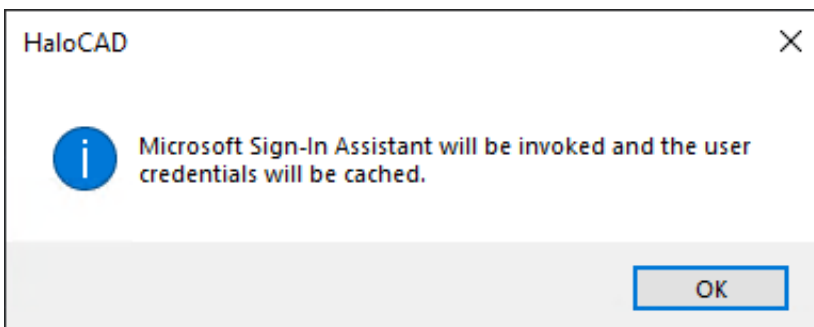 HaloCAD
Microsoft Sign-In Assistant will be invoked and the user
credentials will be cached.
OK